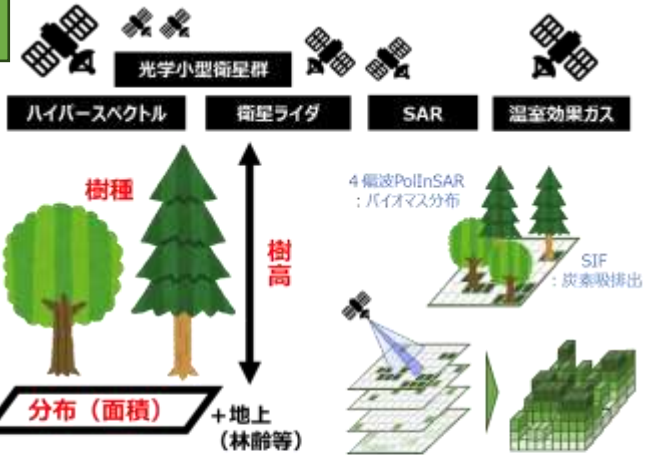 光学小型衛星群
ハイパースペクトル
衛星ライダ
SAR
温室効果ガス
樹種
樹高
分布（面積）
＋地上
（林齢等）
4偏波PolInSAR
：バイオマス分布
SIF
：炭素吸排出